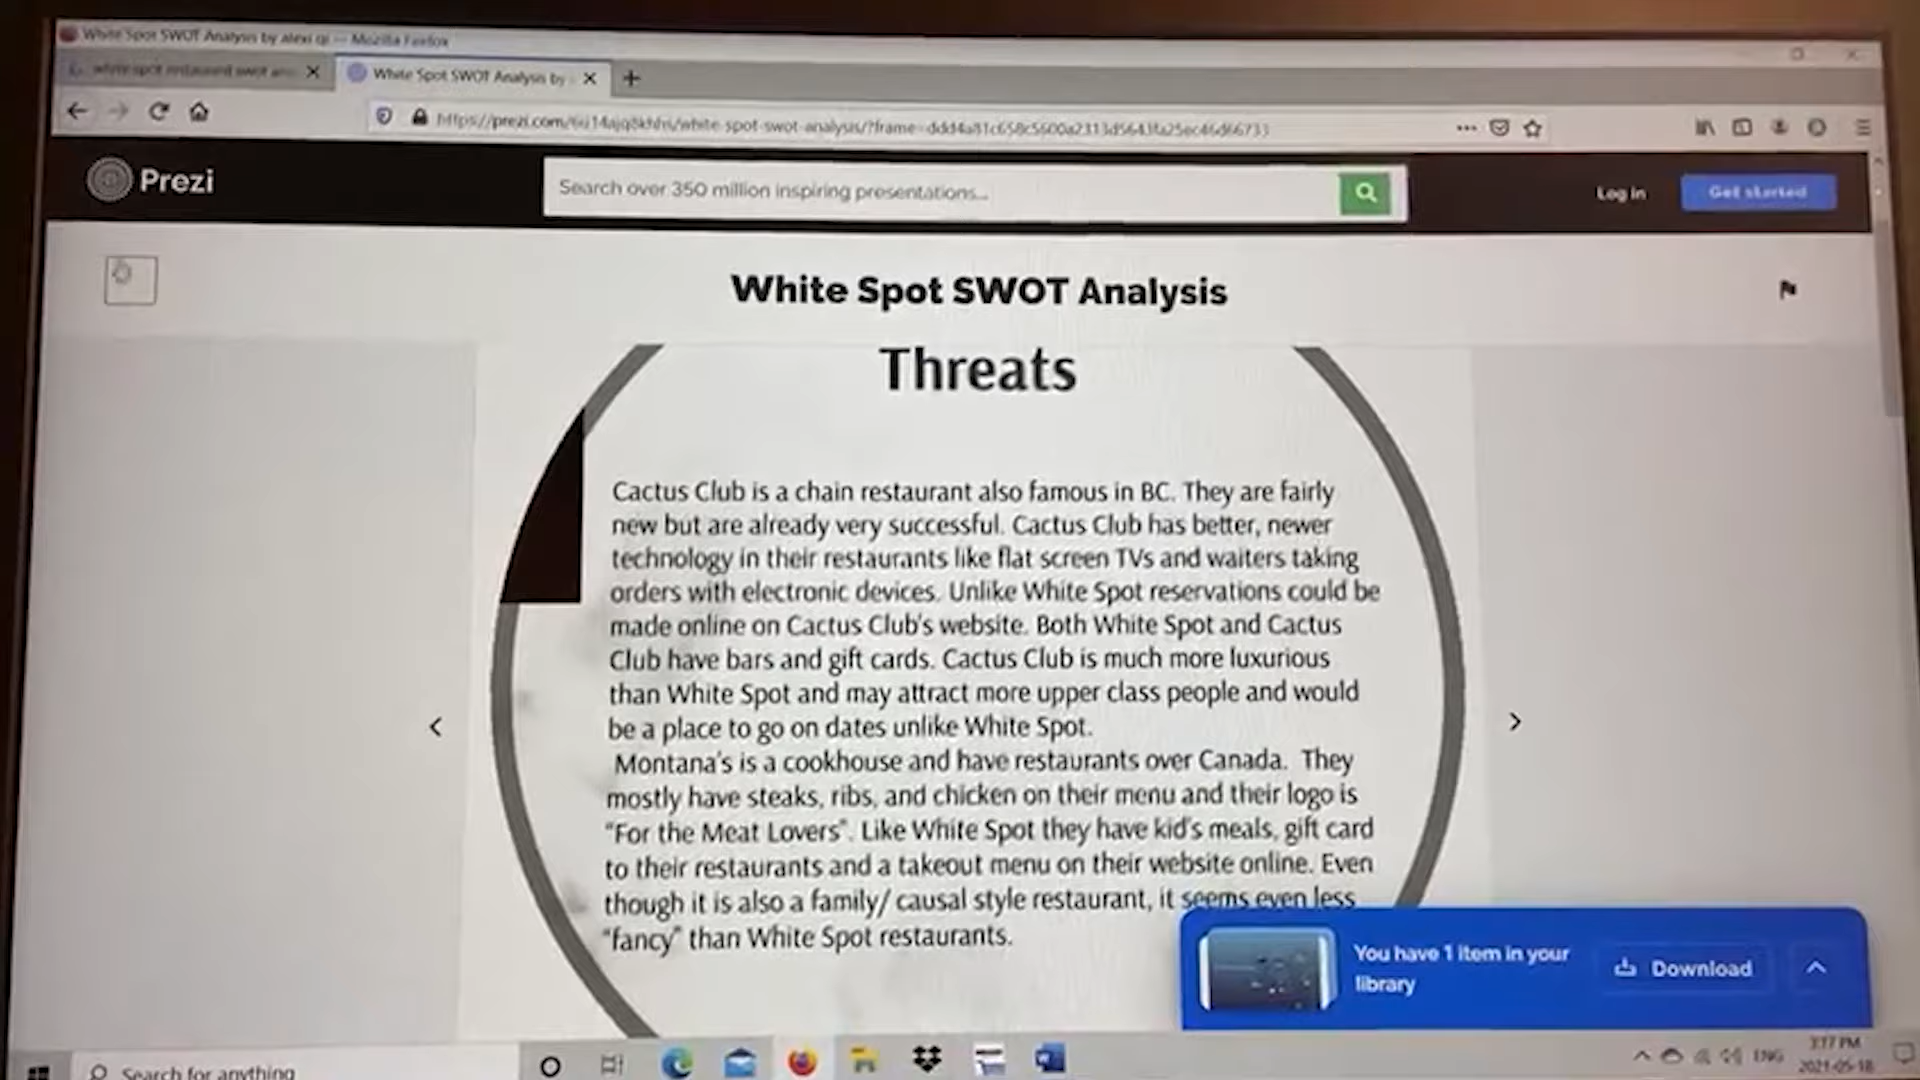 White Spot SWOT Analysis by alexi qi — Mozilla Firefox
white spot restaurant swot ana
White Spot SWOT Analysis by
Prezi
Search over 350 million inspiring presentations...
Log in
Get started
White Spot SWOT Analysis
Threats
Cactus Club is a chain restaurant also famous in BC. They are fairly
new but are already very successful. Cactus Club has better, newer
technology in their restaurants like flat screen TVs and waiters taking
orders with electronic devices. Unlike White Spot reservations could be
made online on Cactus Club's website. Both White Spot and Cactus
Club have bars and gift cards. Cactus Club is much more luxurious
than White Spot and may attract more upper class people and would
be a place to go on dates unlike White Spot.
Montana's is a cookhouse and have restaurants over Canada. They
mostly have steaks, ribs, and chicken on their menu and their logo is
"For the Meat Lovers". Like White Spot they have kid's meals, gift card
to their restaurants and a takeout menu on their website online. Even
though it is also a family/ causal style restaurant, it seems even less
"fancy" than White Spot restaurants.
You have 1 item in your
library
Download
Search for anything
ENG
3:17 PM
2021-05-18